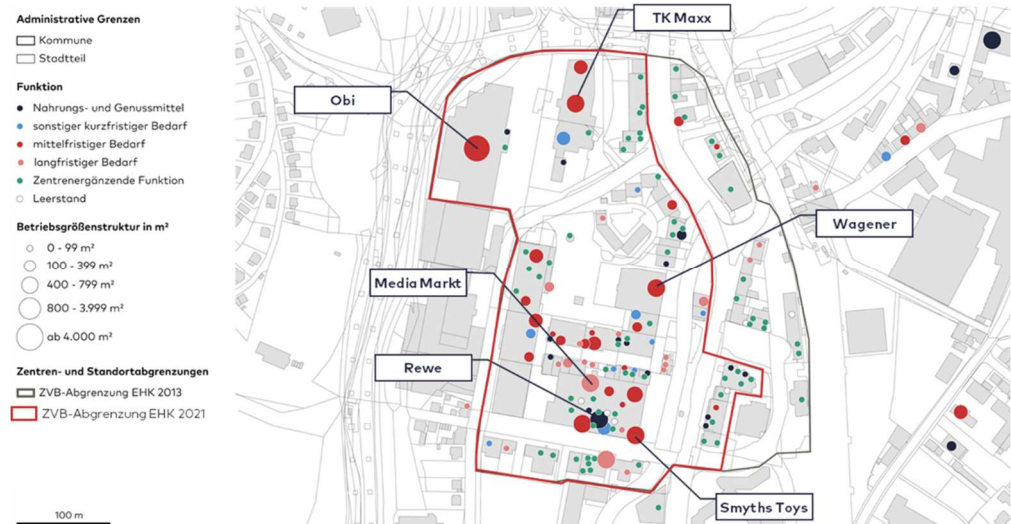 Administrative Grenzen
Kommune
Stadtteil
Funktion
Nahrungs- und Genussmittel
sonstiger kurzfristiger Bedarf
mittelfristiger Bedarf
langfristiger Bedarf
Zentrenergänzende Funktion
Leerstand
Betriebsgrößenstruktur in m²
0 - 99 m²
100 - 399 m²
400 - 799 m²
800 - 3.999 m²
ab 4.000 m²
Zentren- und Standortabgrenzungen
ZVB-Abgrenzung EHK 2013
ZVB-Abgrenzung EHK 2021
100 m
TK Maxx
Obi
Wagener
Media Markt
Rewe
Smyths Toys